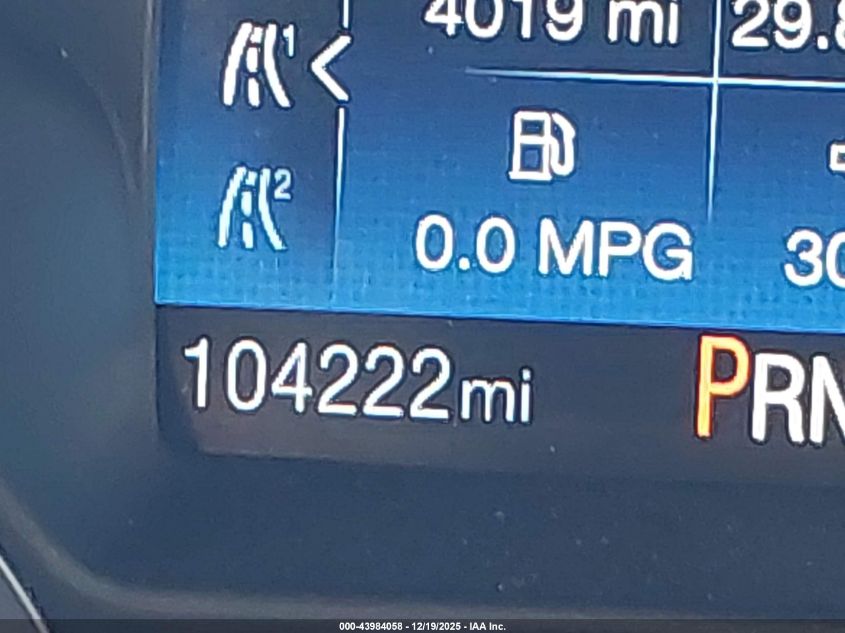 4019 mi
1
2
0.0 MPG
104222mi
PRN
000-43984058 - 12/19/2025 - IAA Inc.